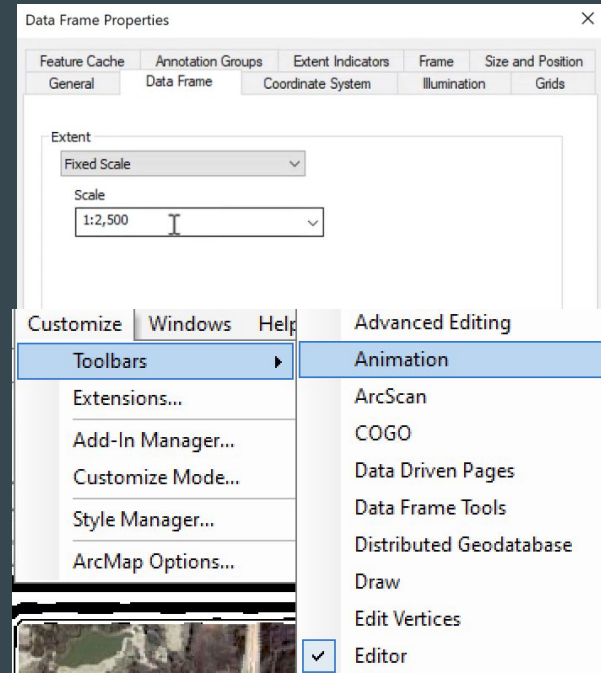 Data Frame Properties
Feature Cache Annotation Groups Extent Indicators Frame Size and Position
General Data Frame Coordinate System Illumination Grids
Extent
Fixed Scale
Scale
1:2,500
Customize Windows Help
Toolbars
Extensions...
Add-In Manager...
Customize Mode...
Style Manager...
ArcMap Options...
Advanced Editing
Animation
ArcScan
COGO
Data Driven Pages
Data Frame Tools
Distributed Geodatabase
Draw
Edit Vertices
Editor